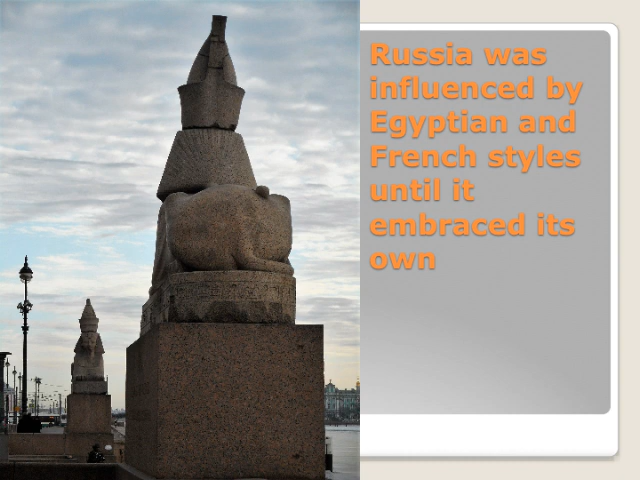 Russia was
influenced by
Egyptian and
French styles
until it
embraced its
own